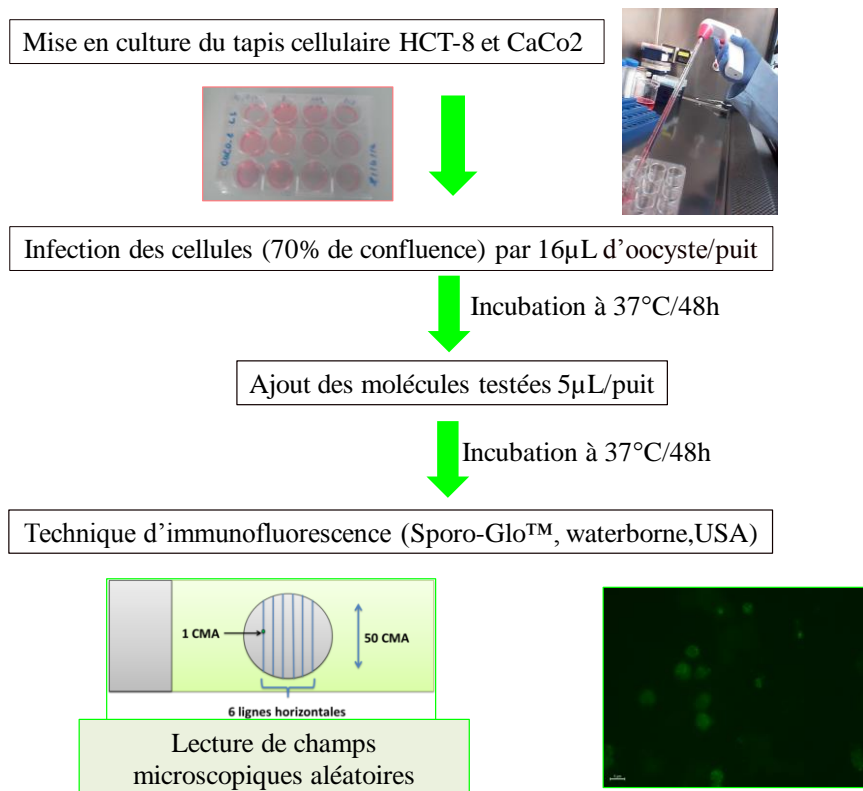 Mise en culture du tapis cellulaire HCT-8 et CaCo2
Infection des cellules (70% de confluence) par 16µL d’oocyste/puit
Incubation à 37°C/48h
Ajout des molécules testées 5µL/puit
Incubation à 37°C/48h
Technique d’immunofluorescence (Sporo-Glo™, waterborne,USA)
1 CMA
50 CMA
6 lignes horizontales
Lecture de champs
microscopiques aléatoires